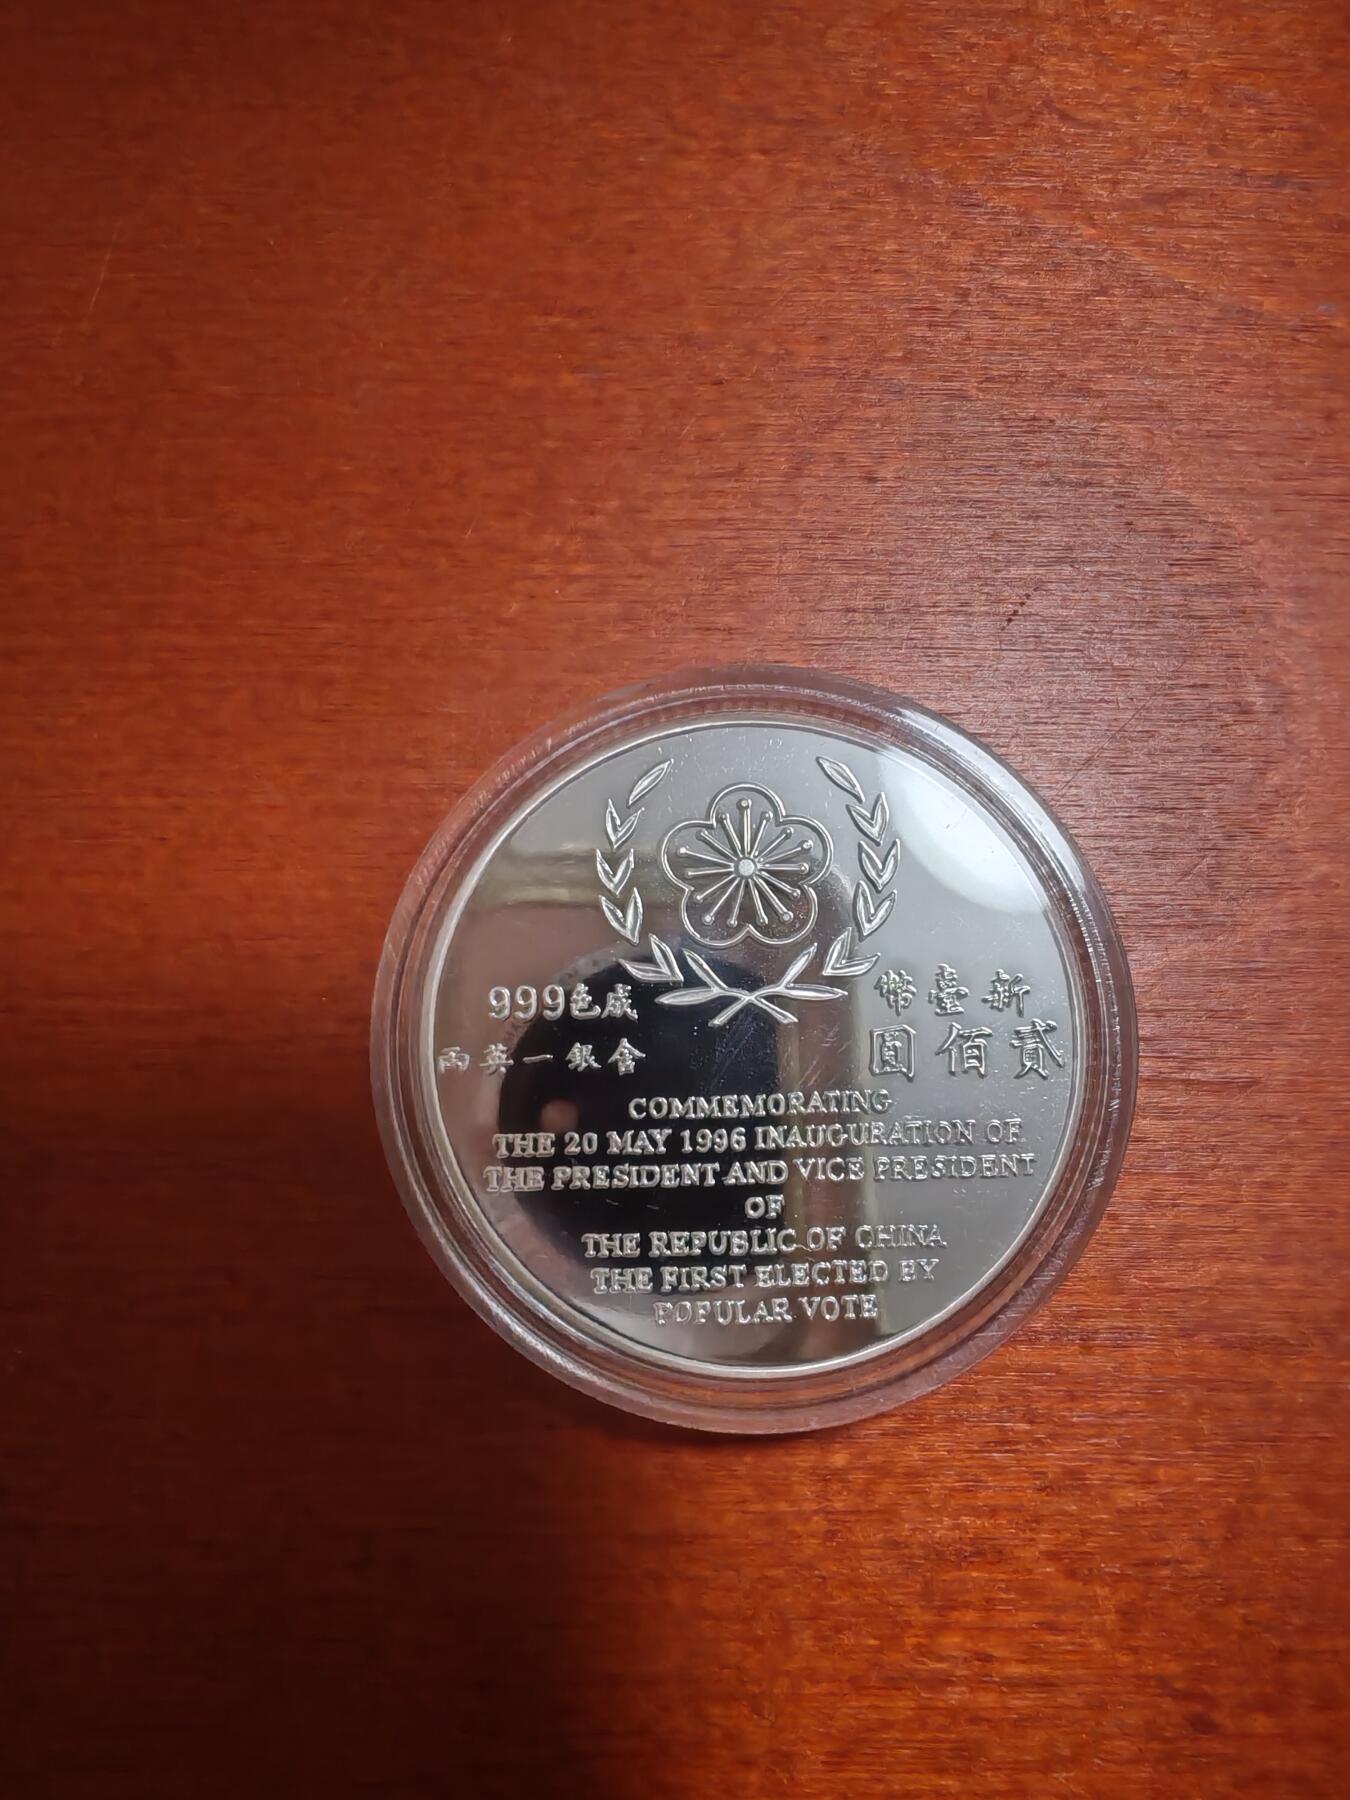 新臺幣
貳佰圓
成色999
含銀一英兩
COMMEMORATING
THE 20 MAY 1996 INAUGURATION OF
THE PRESIDENT AND VICE PRESIDENT
OF
THE REPUBLIC OF CHINA
THE FIRST ELECTED BY
POPULAR VOTE